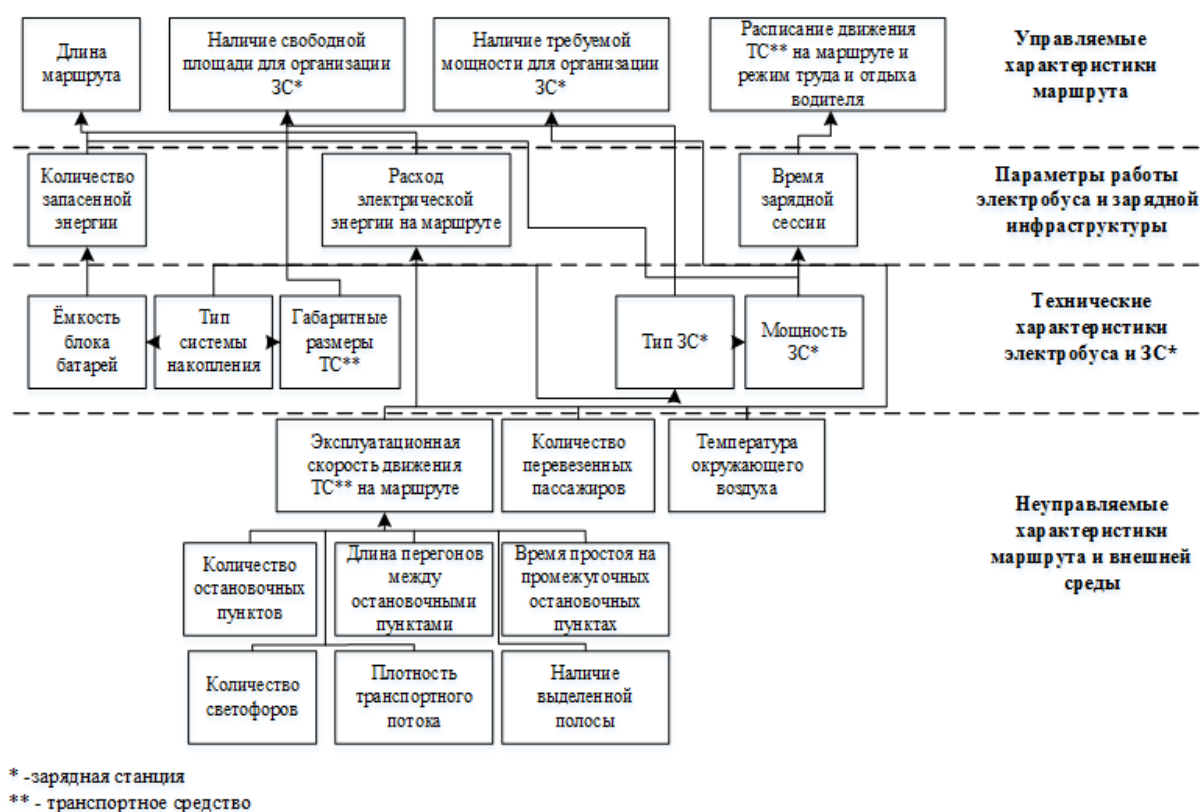 Длина
маршрута
Наличие свободной
площади для организации
ЗС*
Наличие требуемой
мощности для организации
ЗС*
Расписание движения
ТС** на маршруте и
режим труда и отдыха
водителя
Управляемые
характеристики
маршрута
Количество
запасенной
энергии
Расход
электрической
энергии на маршруте
Время
зарядной
сессии
Параметры работы
электробуса и зарядной
инфраструктуры
Ёмкость
блока
батарей
Тип
системы
накопления
Габаритные
размеры
ТС**
Тип ЗС*
Мощность
ЗС*
Технические
характеристики
электробуса и ЗС*
Эксплуатационная
скорость движения
ТС** на маршруте
Количество
перевезенных
пассажиров
Температура
окружающего
воздуха
Неуправляемые
характеристики
маршрута и внешней
среды
Количество
остановочных
пунктов
Длина перегонов
между
остановочными
пунктами
Время простоя на
промежуточных
остановочных
пунктах
Количество
светофоров
Плотность
транспортного
потока
Наличие
выделенной
полосы
* -зарядная станция
** - транспортное средство